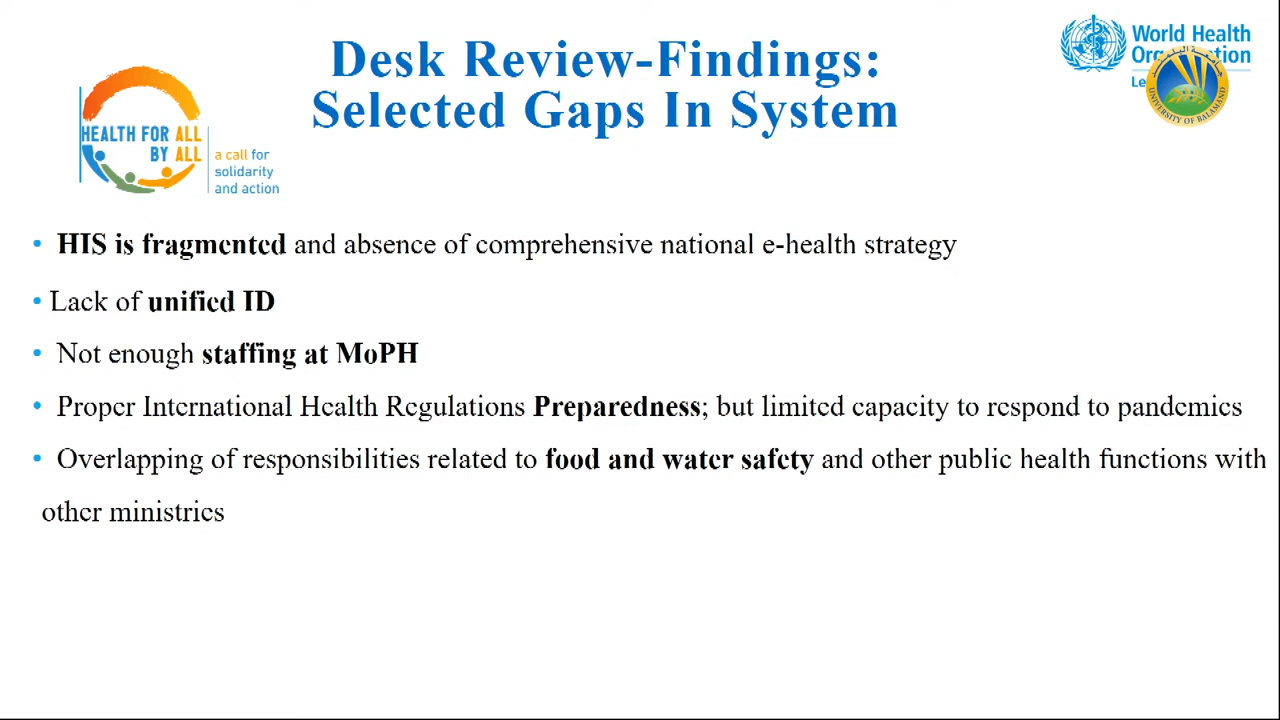 Desk Review-Findings:
Selected Gaps In System
World Health
HEALTH FOR ALL
BY ALL
a call for
solidarity
and action
UNIVERSITY OF BALAMAND
• HIS is fragmented and absence of comprehensive national e-health strategy
• Lack of unified ID
• Not enough staffing at MoPH
• Proper International Health Regulations Preparedness; but limited capacity to respond to pandemics
• Overlapping of responsibilities related to food and water safety and other public health functions with
other ministries